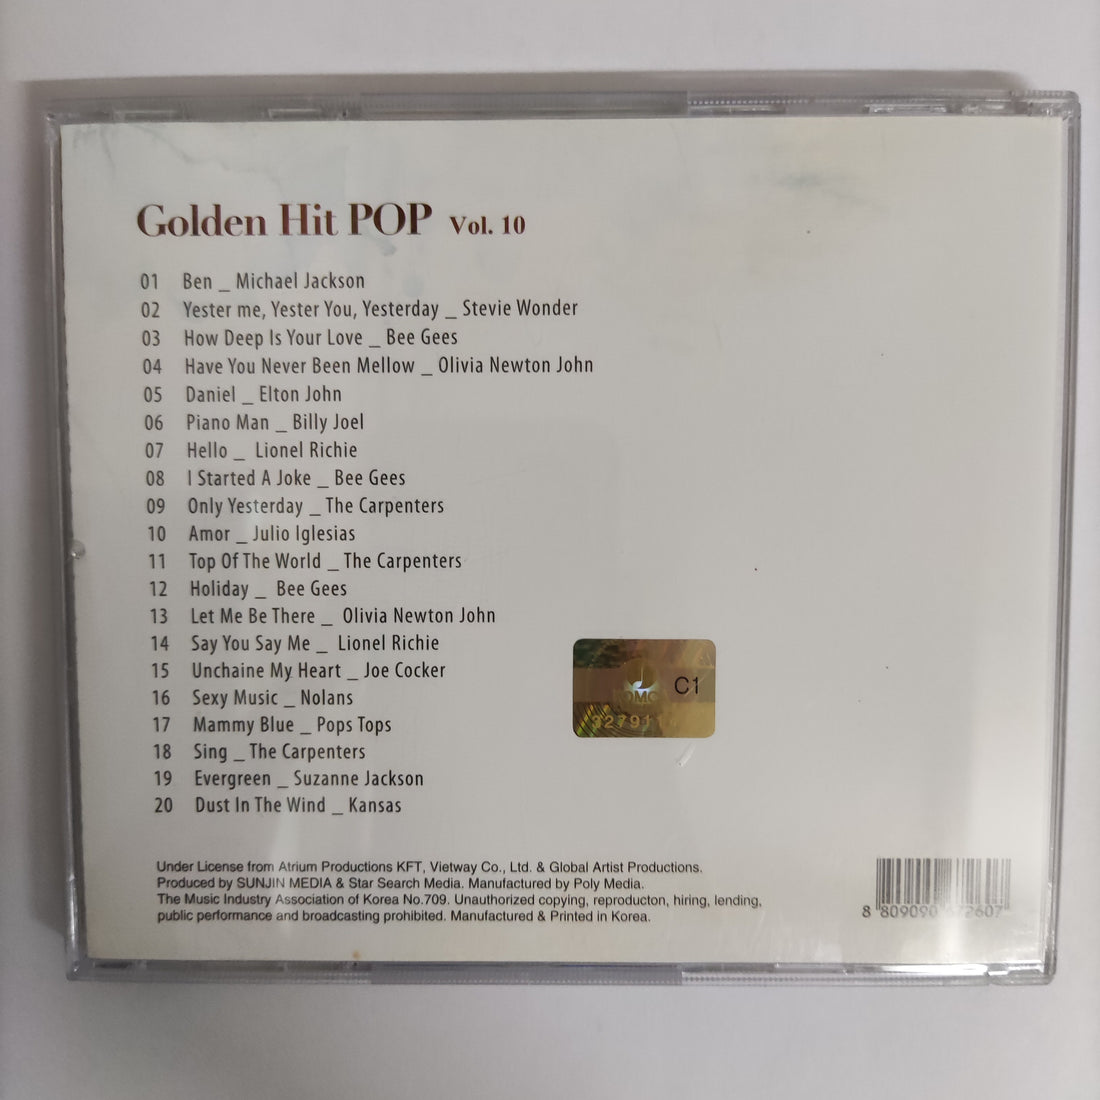 Golden Hit POP Vol. 10
01 Ben _ Michael Jackson
02 Yester me, Yester You, Yesterday _ Stevie Wonder
03 How Deep Is Your Love _ Bee Gees
04 Have You Never Been Mellow _ Olivia Newton John
05 Daniel _ Elton John
06 Piano Man _ Billy Joel
07 Hello _ Lionel Richie
08 I Started A Joke _ Bee Gees
09 Only Yesterday _ The Carpenters
10 Amor _ Julio Iglesias
11 Top Of The World _ The Carpenters
12 Holiday _ Bee Gees
13 Let Me Be There _ Olivia Newton John
14 Say You Say Me _ Lionel Richie
15 Unchaine My Heart _ Joe Cocker
16 Sexy Music _ Nolans
17 Mammy Blue _ Pops Tops
18 Sing _ The Carpenters
19 Evergreen _ Suzanne Jackson
20 Dust In The Wind _ Kansas
C1
Under License from Atrium Productions KFT, Vietway Co., Ltd. & Global Artist Productions.
Produced by SUNJIN MEDIA & Star Search Media. Manufactured by Poly Media.
The Music Industry Association of Korea No.709. Unauthorized copying, reproducton, hiring, lending,
public performance and broadcasting prohibited. Manufactured & Printed in Korea.
8 809090